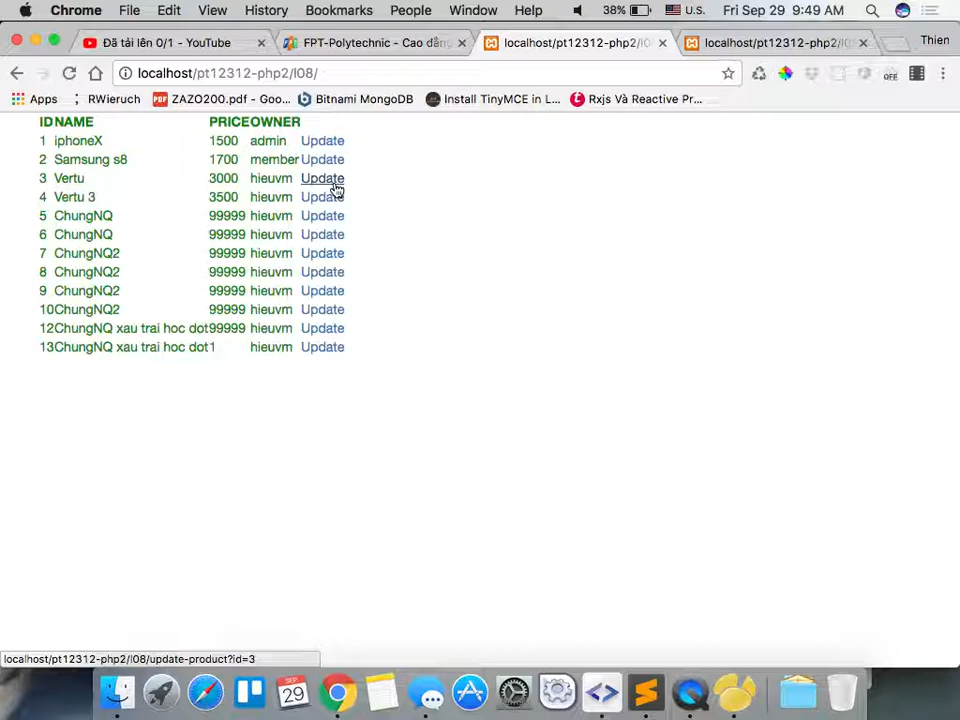 Chrome File Edit View History Bookmarks People Window Help 38% U.S. Fri Sep 29 9:49 AM
Đã tải lên 0/1 - YouTube FPT-Polytechnic - Cao đẳng localhost/pt12312-php2/l localhost/pt12312-php2/l0 Thien
localhost/pt12312-php2/l08/
Apps RWieruch ZAZO200.pdf - Goo... Bitnami MongoDB Install TinyMCE in L... Rxjs Và Reactive Pr...
ID NAME PRICE OWNER
1 iphoneX 1500 admin Update
2 Samsung s8 1700 member Update
3 Vertu 3000 hieuvm Update
4 Vertu 3 3500 hieuvm Update
5 ChungNQ 99999 hieuvm Update
6 ChungNQ 99999 hieuvm Update
7 ChungNQ2 99999 hieuvm Update
8 ChungNQ2 99999 hieuvm Update
9 ChungNQ2 99999 hieuvm Update
10 ChungNQ2 99999 hieuvm Update
12 ChungNQ xau trai hoc dot 99999 hieuvm Update
13 ChungNQ xau trai hoc dot 1 hieuvm Update
localhost/pt12312-php2/l08/update-product?id=3
SEP
29